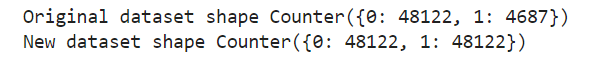 Original dataset shape Counter({0: 48122, 1: 4687})
New dataset shape Counter({0: 48122, 1: 48122})